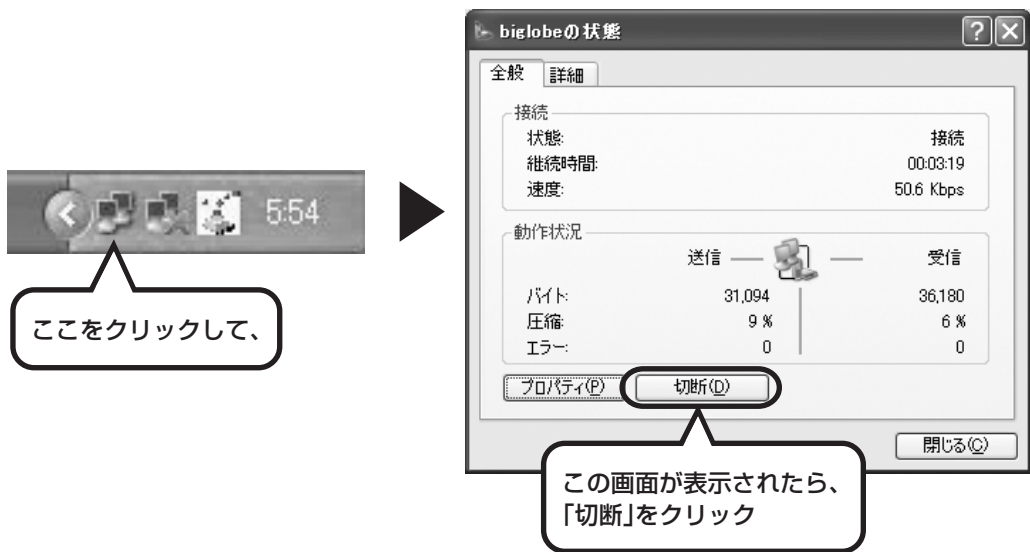 5:54
ここをクリックして、
biglobeの状態
全般 詳細
接続
状態: 接続
継続時間: 00:03:19
速度: 50.6 Kbps
動作状況
送信 受信
バイト: 31,094 36,180
圧縮: 9 % 6 %
エラー: 0 0
プロパティ(P) 切断(D)
閉じる(C)
この画面が表示されたら、
「切断」をクリック